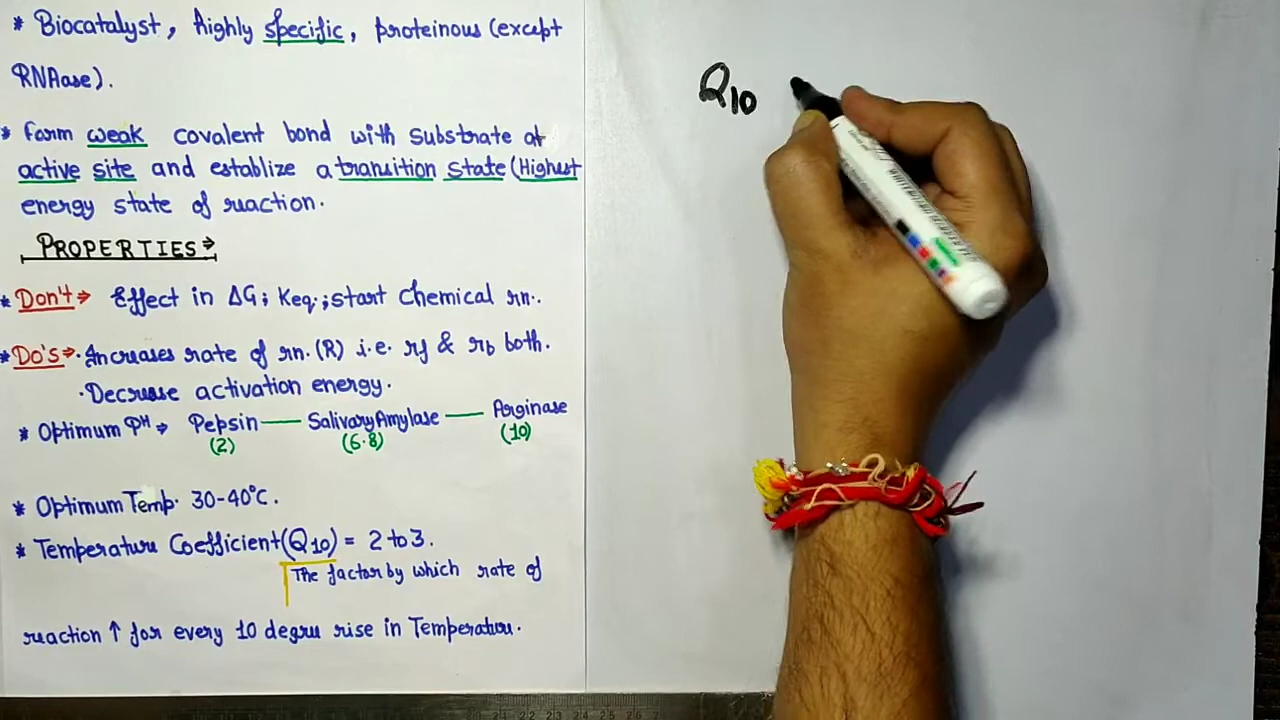 * Biocatalyst, highly specific, proteinous (except
RNAase).
* Form weak covalent bond with substrate at
active site and establize a transition state (Highest
energy state of reaction.
PROPERTIES⇒
* Don't⇒ Effect in ΔG; Keq.; start chemical rn..
* Do's⇒ · Increases rate of rn. (R) i.e. rf & rb both.
· Decrease activation energy.
* Optimum PH⇒ Pepsin — Salivary Amylase — Arginase
(2) (6.8) (10)
* Optimum Temp. 30-40°C.
* Temperature Coefficient (Q10) = 2 to 3.
The factor by which rate of
reaction ↑ for every 10 degree rise in Temperature.
Q10